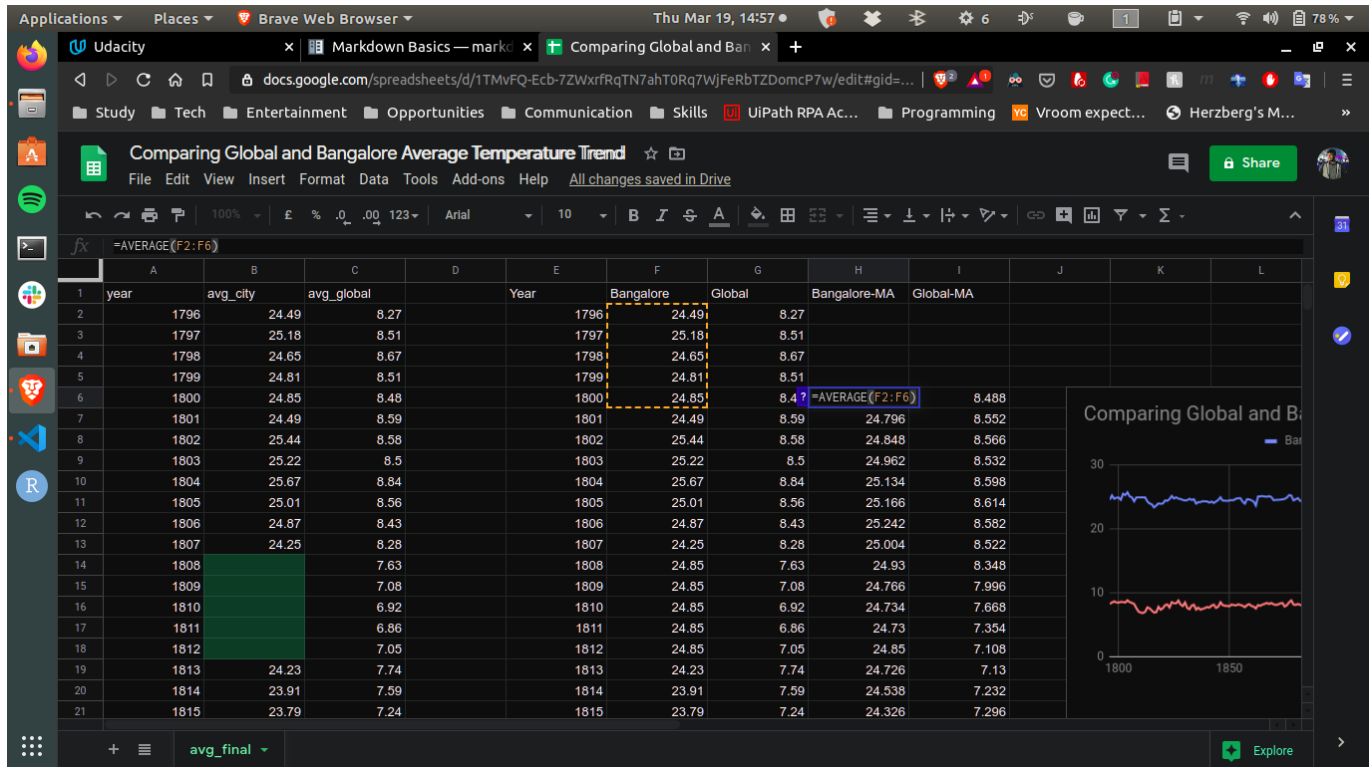 Applications Places Brave Web Browser Thu Mar 19, 14:57 6 1 78%
Udacity Markdown Basics — markd Comparing Global and Ban
docs.google.com/spreadsheets/d/1TMvFQ-Ecb-7ZWxrfRqTN7ahT0Rq7WjFeRbTZDomcP7w/edit#gid=...
Study Tech Entertainment Opportunities Communication Skills UiPath RPA Ac... Programming Vroom expect... Herzberg's M... »
Comparing Global and Bangalore Average Temperature Trend
Share
File Edit View Insert Format Data Tools Add-ons Help All changes saved in Drive
100% £ % .0 .00 123 Arial 10 B I S A Σ
fx =AVERAGE(F2:F6)
A B C D E F G H I J K L
1 year avg_city avg_global Year Bangalore Global Bangalore-MA Global-MA
2 1796 24.49 8.27 1796 24.49 8.27
3 1797 25.18 8.51 1797 25.18 8.51
4 1798 24.65 8.67 1798 24.65 8.67
5 1799 24.81 8.51 1799 24.81 8.51
6 1800 24.85 8.48 1800 24.85 8.4 ? =AVERAGE(F2:F6) 8.488
7 1801 24.49 8.59 1801 24.49 8.59 24.796 8.552
8 1802 25.44 8.58 1802 25.44 8.58 24.848 8.566
9 1803 25.22 8.5 1803 25.22 8.5 24.962 8.532
10 1804 25.67 8.84 1804 25.67 8.84 25.134 8.598
11 1805 25.01 8.56 1805 25.01 8.56 25.166 8.614
12 1806 24.87 8.43 1806 24.87 8.43 25.242 8.582
13 1807 24.25 8.28 1807 24.25 8.28 25.004 8.522
14 1808 7.63 1808 24.85 7.63 24.93 8.348
15 1809 7.08 1809 24.85 7.08 24.766 7.996
16 1810 6.92 1810 24.85 6.92 24.734 7.668
17 1811 6.86 1811 24.85 6.86 24.73 7.354
18 1812 7.05 1812 24.85 7.05 24.85 7.108
19 1813 24.23 7.74 1813 24.23 7.74 24.726 7.13
20 1814 23.91 7.59 1814 23.91 7.59 24.538 7.232
21 1815 23.79 7.24 1815 23.79 7.24 24.326 7.296
Comparing Global and Ba
Bar
30
20
10
0
1800 1850
avg_final
Explore